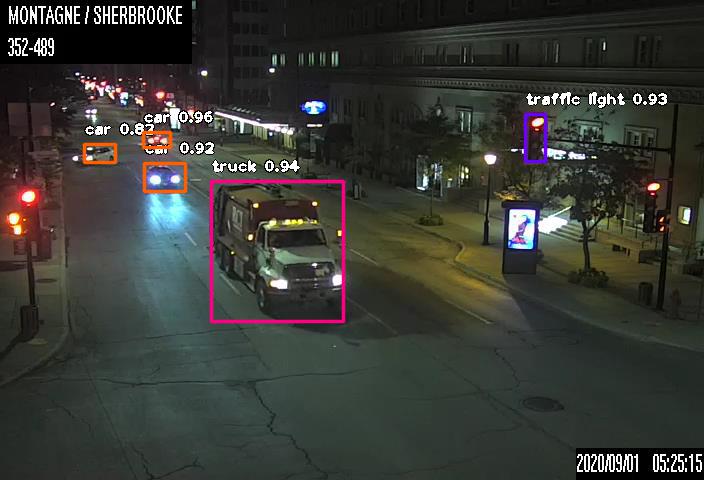 MONTAGNE / SHERBROOKE
352-489
traffic light 0.93
car 0.96
car 0.82
car 0.92
truck 0.94
2020/09/01 05:25:15